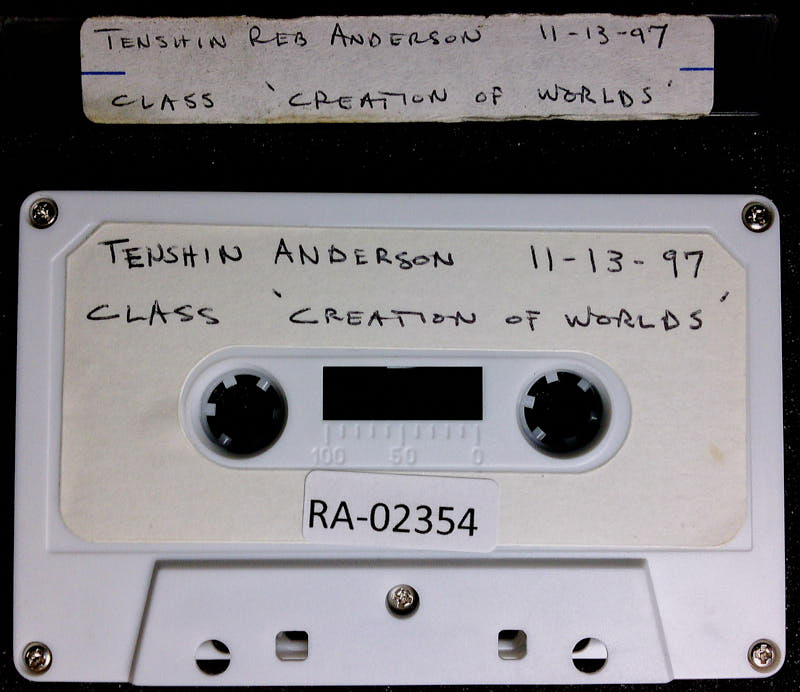 TENSHIN REB ANDERSON 11-13-97
CLASS 'CREATION OF WORLDS'
TENSHIN ANDERSON 11-13-97
CLASS 'CREATION OF WORLDS'
100 50 0
RA-02354